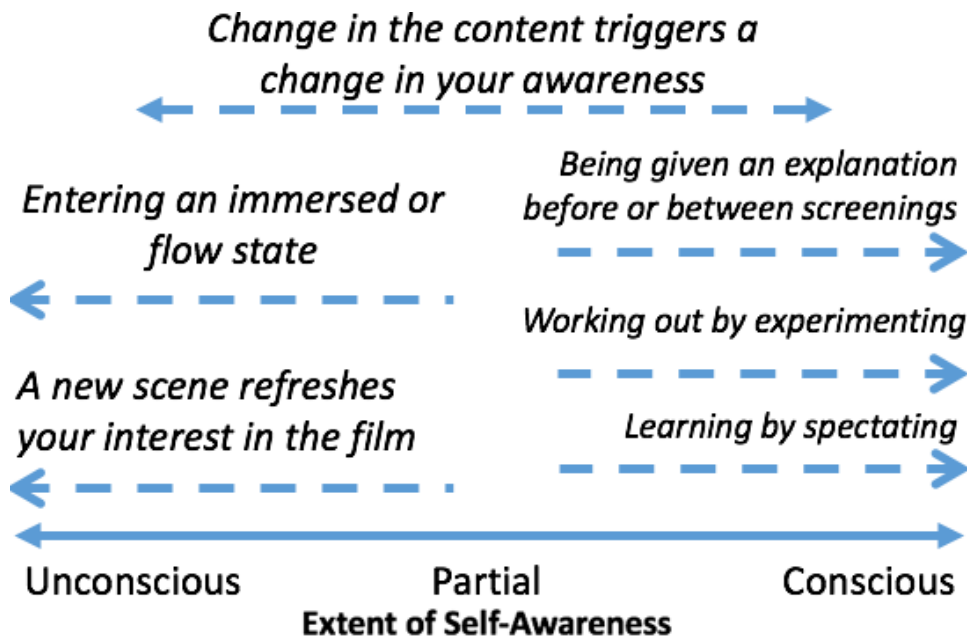 Change in the content triggers a
change in your awareness
Entering an immersed or
flow state
Being given an explanation
before or between screenings
Working out by experimenting
A new scene refreshes
your interest in the film
Learning by spectating
Unconscious Partial Conscious
Extent of Self-Awareness